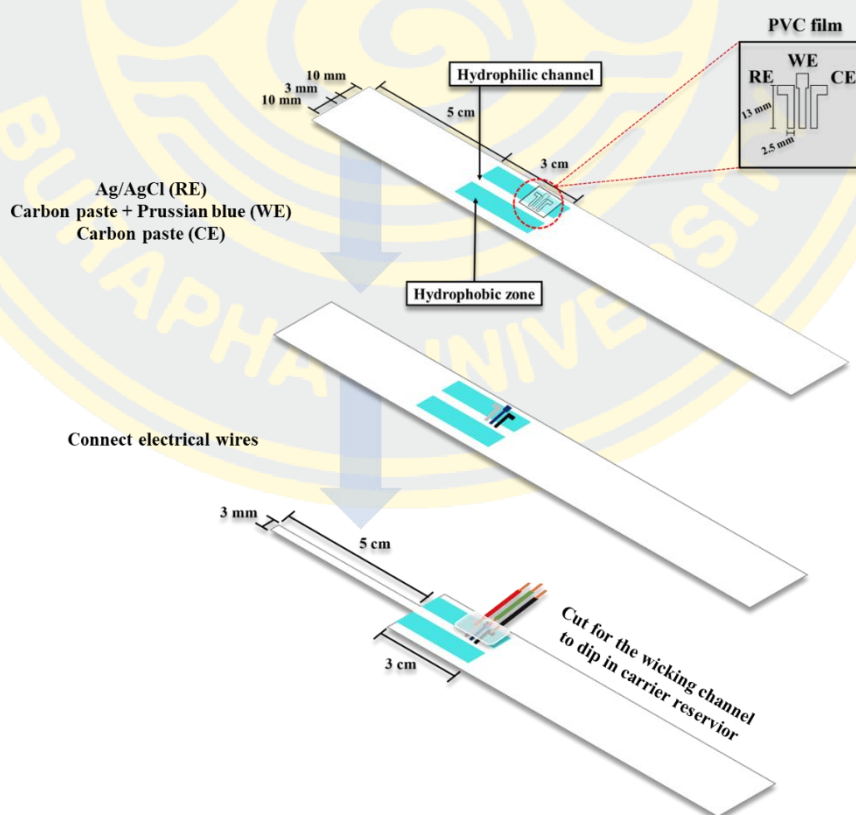 PVC film
WE
RE
CE
13 mm
2.5 mm
10 mm
3 mm
10 mm
Hydrophilic channel
5 cm
3 cm
Ag/AgCl (RE)
Carbon paste + Prussian blue (WE)
Carbon paste (CE)
Hydrophobic zone
Connect electrical wires
3 mm
5 cm
3 cm
Cut for the wicking channel
to dip in carrier reservior
BURAPHA UNIVERSITY